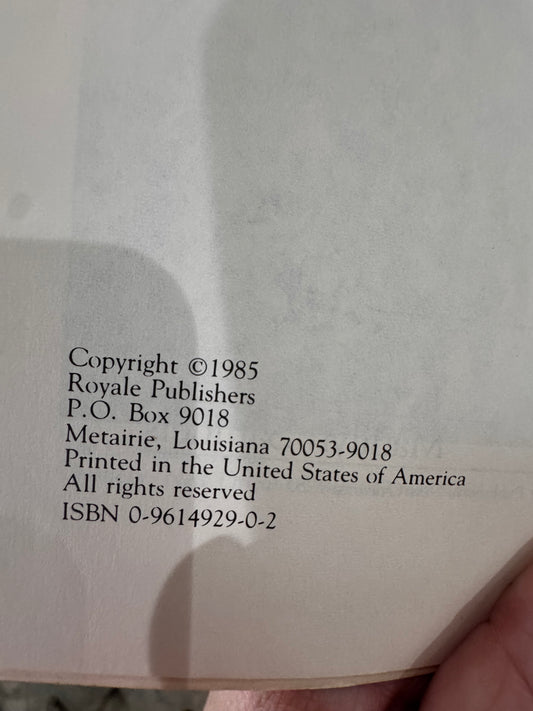 Copyright ©1985
Royale Publishers
P.O. Box 9018
Metairie, Louisiana 70053-9018
Printed in the United States of America
All rights reserved
ISBN 0-9614929-0-2